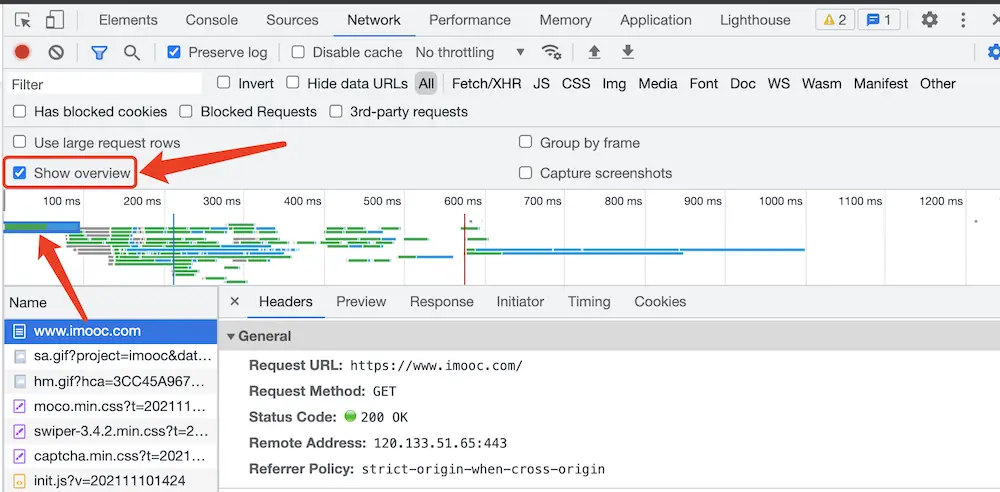 Elements Console Sources Network Performance Memory Application Lighthouse 2 1
Preserve log Disable cache No throttling
Filter Invert Hide data URLs All Fetch/XHR JS CSS Img Media Font Doc WS Wasm Manifest Other
Has blocked cookies Blocked Requests 3rd-party requests
Use large request rows Group by frame
Show overview Capture screenshots
100 ms 200 ms 300 ms 400 ms 500 ms 600 ms 700 ms 800 ms 900 ms 1000 ms 1100 ms 1200 ms
Name × Headers Preview Response Initiator Timing Cookies
www.imooc.com
sa.gif?project=imooc&dat...
hm.gif?hca=3CC45A967...
moco.min.css?t=202111...
swiper-3.4.2.min.css?t=2...
captcha.min.css?t=2021...
init.js?v=202111101424
General
Request URL: https://www.imooc.com/
Request Method: GET
Status Code: 200 OK
Remote Address: 120.133.51.65:443
Referrer Policy: strict-origin-when-cross-origin